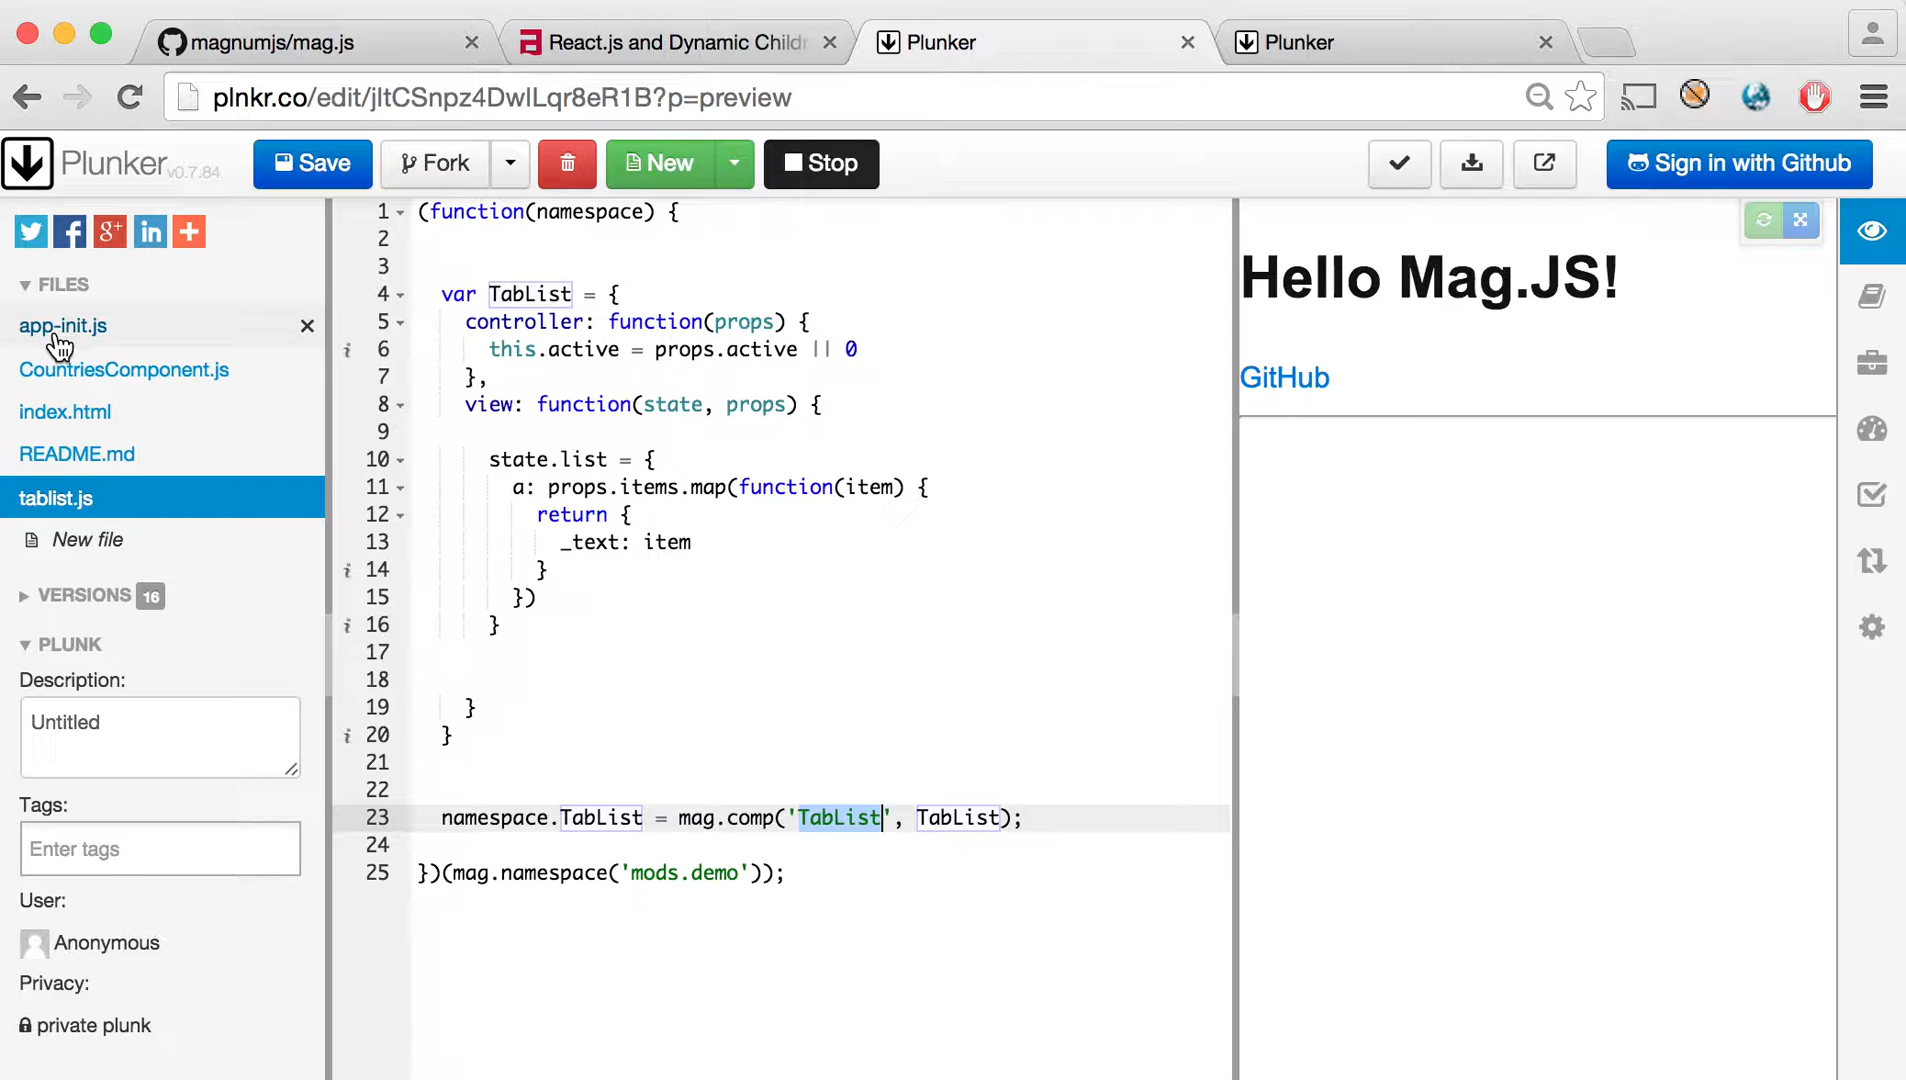 magnumjs/mag.js
React.js and Dynamic Childr
Plunker
Plunker
plnkr.co/edit/jItCSnpz4DwlLqr8eR1B?p=preview
Plunker v0.7.84
Save
Fork
New
Stop
Sign in with Github
FILES
app-init.js
CountriesComponent.js
index.html
README.md
tablist.js
New file
VERSIONS 16
PLUNK
Description:
Untitled
Tags:
Enter tags
User:
Anonymous
Privacy:
private plunk
1 (function(namespace) {
2
3
4 var TabList = {
5 controller: function(props) {
6 this.active = props.active || 0
7 },
8 view: function(state, props) {
9
10 state.list = {
11 a: props.items.map(function(item) {
12 return {
13 _text: item
14 }
15 })
16 }
17
18
19 }
20 }
21
22
23 namespace.TabList = mag.comp('TabList', TabList);
24
25 })(mag.namespace('mods.demo'));
Hello Mag.JS!
GitHub